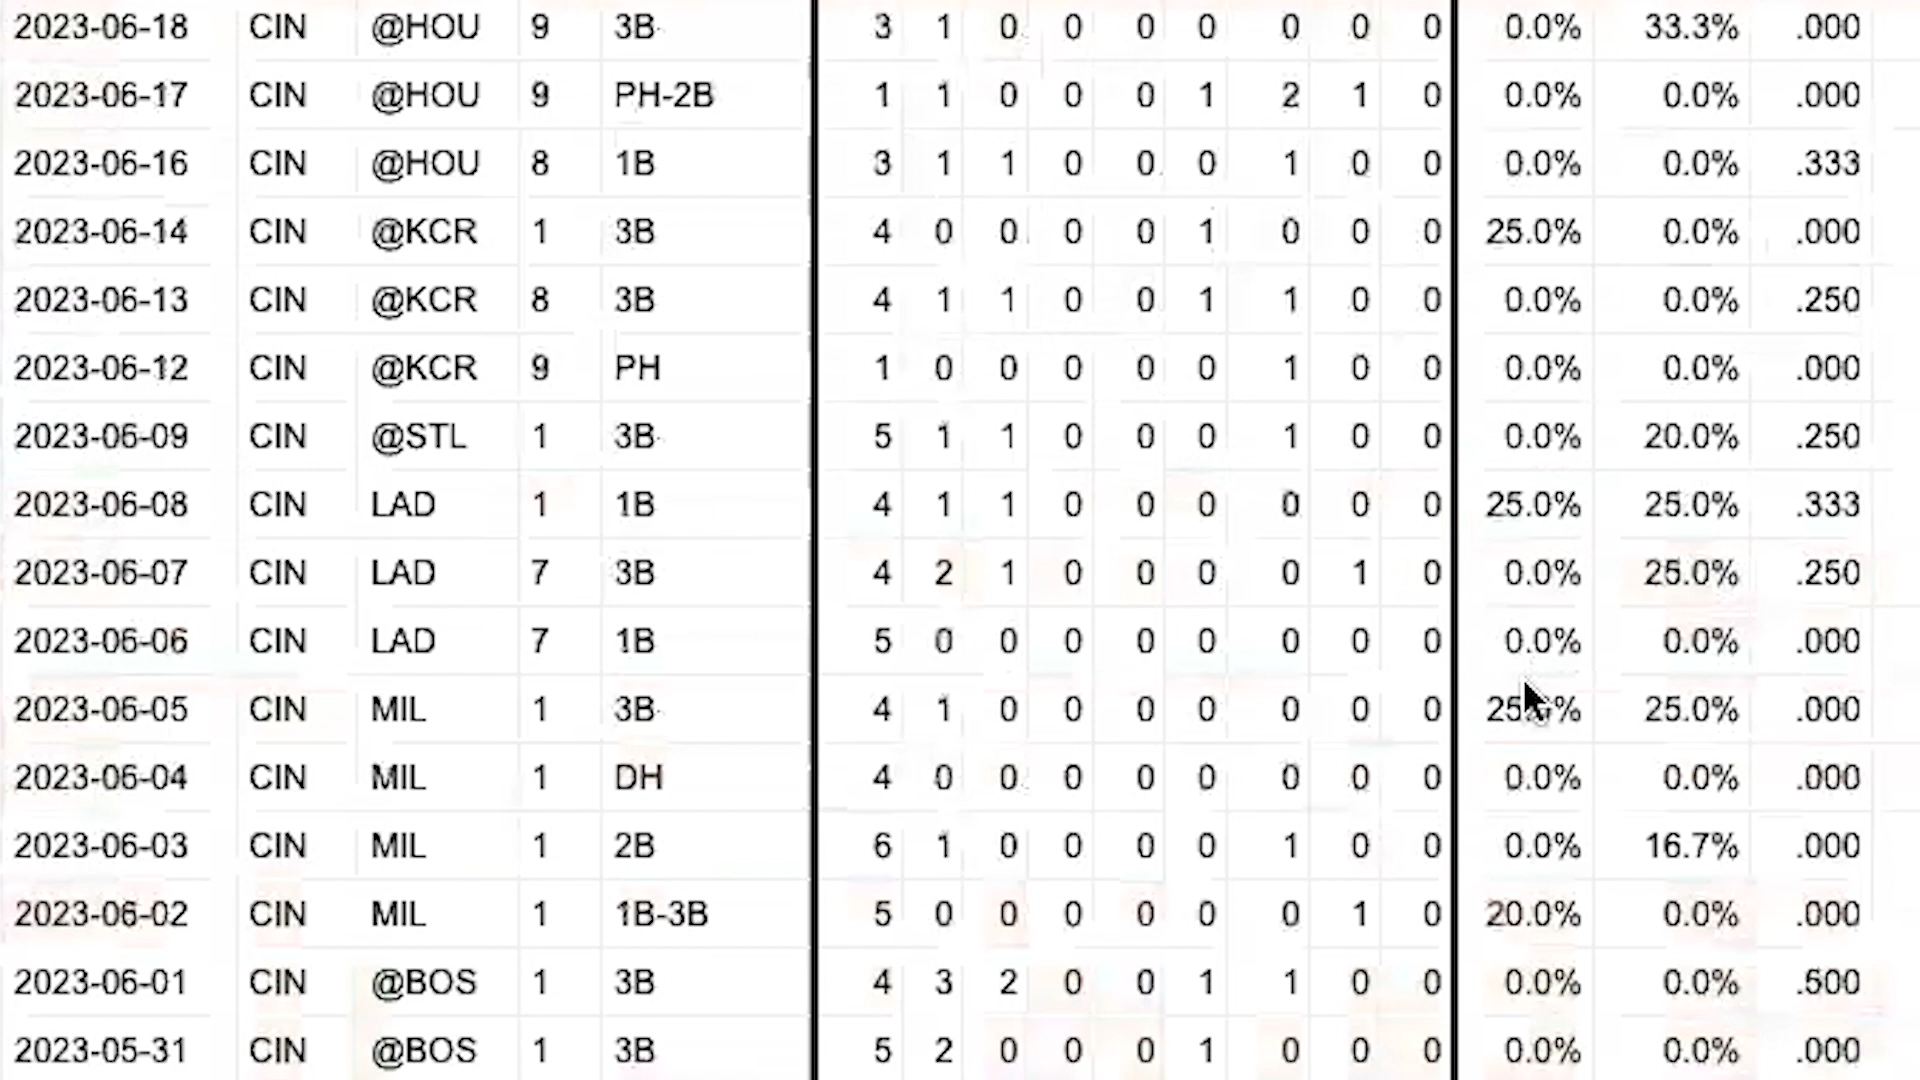 2023-06-18 CIN @HOU 9 3B 3 1 0 0 0 0 0 0 0 0.0% 33.3% .000
2023-06-17 CIN @HOU 9 PH-2B 1 1 0 0 0 1 2 1 0 0.0% 0.0% .000
2023-06-16 CIN @HOU 8 1B 3 1 1 0 0 0 1 0 0 0.0% 0.0% .333
2023-06-14 CIN @KCR 1 3B 4 0 0 0 0 1 0 0 0 25.0% 0.0% .000
2023-06-13 CIN @KCR 8 3B 4 1 1 0 0 1 1 0 0 0.0% 0.0% .250
2023-06-12 CIN @KCR 9 PH 1 0 0 0 0 0 1 0 0 0.0% 0.0% .000
2023-06-09 CIN @STL 1 3B 5 1 1 0 0 0 1 0 0 0.0% 20.0% .250
2023-06-08 CIN LAD 1 1B 4 1 1 0 0 0 0 0 0 25.0% 25.0% .333
2023-06-07 CIN LAD 7 3B 4 2 1 0 0 0 0 1 0 0.0% 25.0% .250
2023-06-06 CIN LAD 7 1B 5 0 0 0 0 0 0 0 0 0.0% 0.0% .000
2023-06-05 CIN MIL 1 3B 4 1 0 0 0 0 0 0 0 25.0% 25.0% .000
2023-06-04 CIN MIL 1 DH 4 0 0 0 0 0 0 0 0 0.0% 0.0% .000
2023-06-03 CIN MIL 1 2B 6 1 0 0 0 0 1 0 0 0.0% 16.7% .000
2023-06-02 CIN MIL 1 1B-3B 5 0 0 0 0 0 0 1 0 20.0% 0.0% .000
2023-06-01 CIN @BOS 1 3B 4 3 2 0 0 1 1 0 0 0.0% 0.0% .500
2023-05-31 CIN @BOS 1 3B 5 2 0 0 0 1 0 0 0 0.0% 0.0% .000